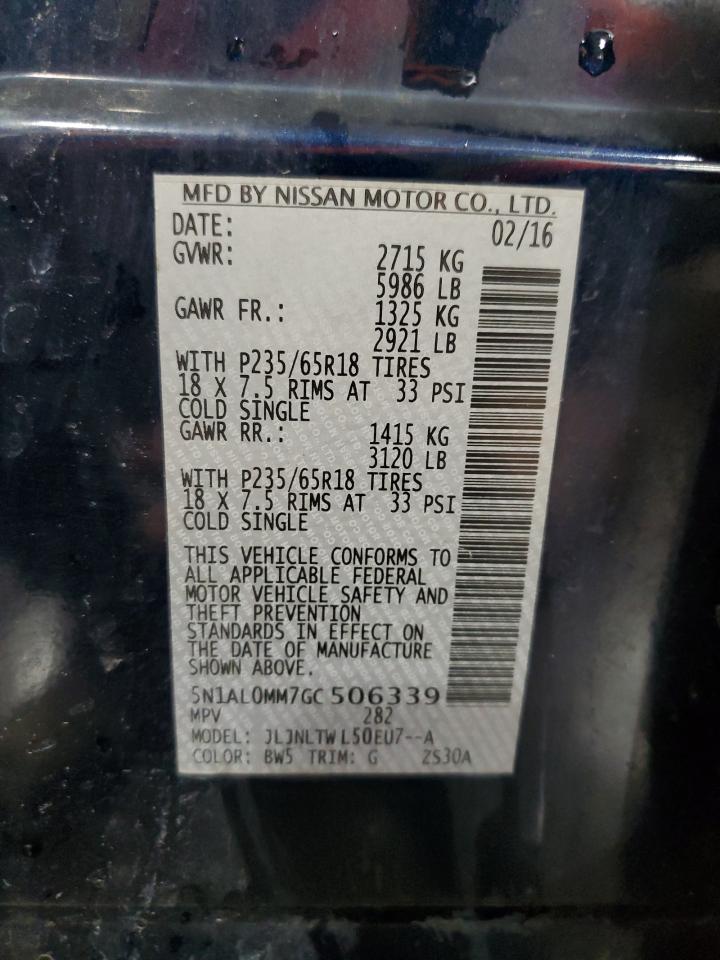 MFD BY NISSAN MOTOR CO., LTD.
DATE: 02/16
GVWR: 2715 KG
5986 LB
GAWR FR.: 1325 KG
2921 LB
WITH P235/65R18 TIRES
18 X 7.5 RIMS AT 33 PSI
COLD SINGLE
GAWR RR.: 1415 KG
3120 LB
WITH P235/65R18 TIRES
18 X 7.5 RIMS AT 33 PSI
COLD SINGLE
THIS VEHICLE CONFORMS TO
ALL APPLICABLE FEDERAL
MOTOR VEHICLE SAFETY AND
THEFT PREVENTION
STANDARDS IN EFFECT ON
THE DATE OF MANUFACTURE
SHOWN ABOVE.
5N1AL0MM7GC506339
MPV 282
MODEL: JLJNLTWL50EU7--A
COLOR: BW5 TRIM: G ZS30A